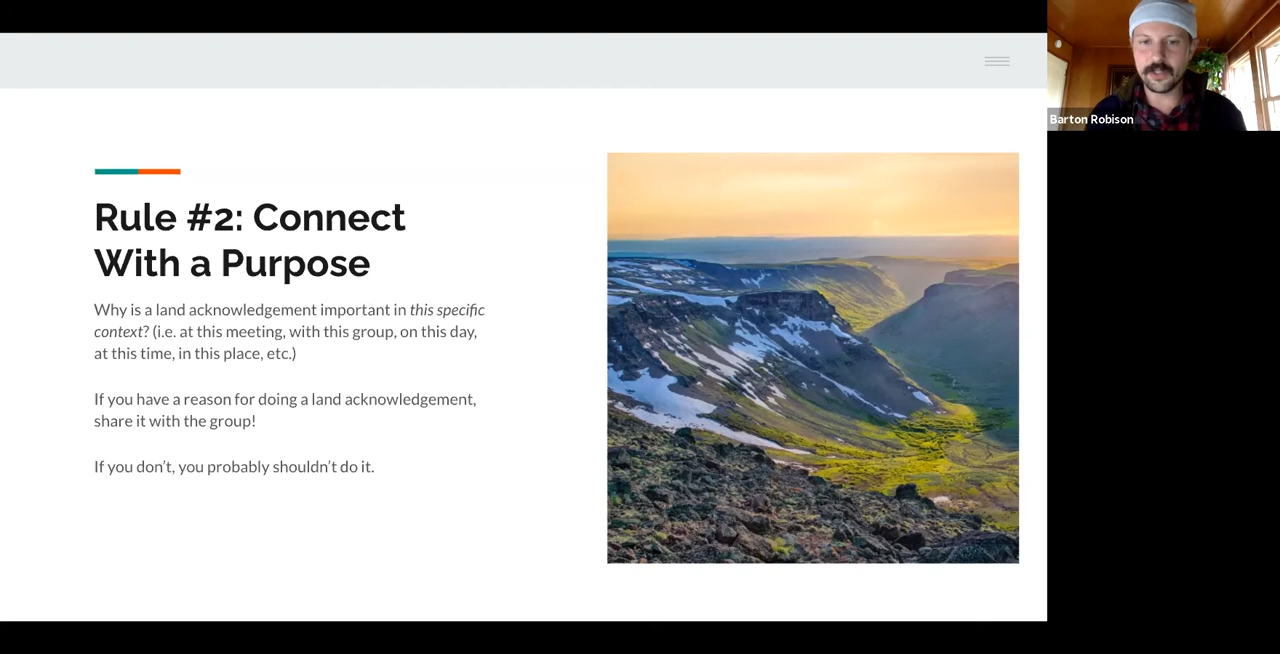 Rule #2: Connect
With a Purpose
Why is a land acknowledgement important in this specific
context? (i.e. at this meeting, with this group, on this day,
at this time, in this place, etc.)
If you have a reason for doing a land acknowledgement,
share it with the group!
If you don’t, you probably shouldn’t do it.
Barton Robison